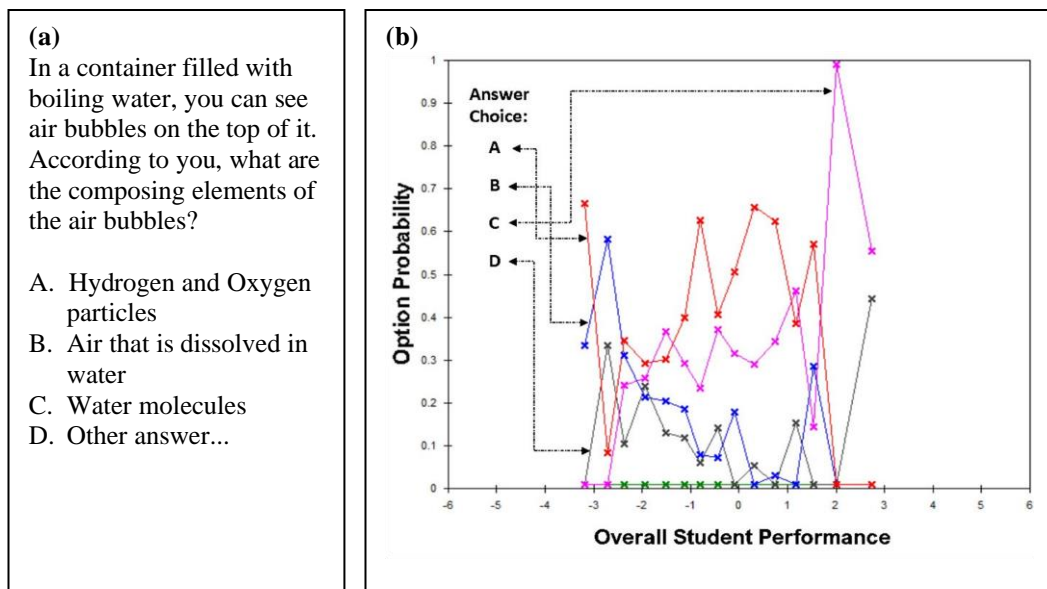 (a)
In a container filled with
boiling water, you can see
air bubbles on the top of it.
According to you, what are
the composing elements of
the air bubbles?
A. Hydrogen and Oxygen
particles
B. Air that is dissolved in
water
C. Water molecules
D. Other answer...
(b)
Answer
Choice:
A
B
C
D
Option Probability
1
0.9
0.8
0.7
0.6
0.5
0.4
0.3
0.2
0.1
0
-6 -5 -4 -3 -2 -1 0 1 2 3 4 5 6
Overall Student Performance